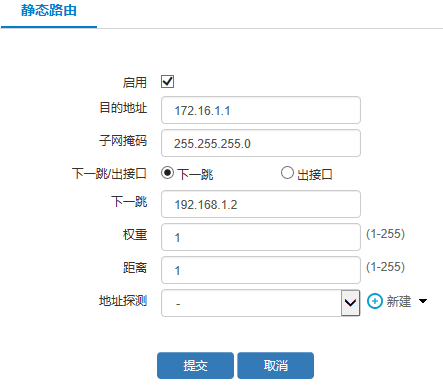 静态路由
启用
目的地址 172.16.1.1
子网掩码 255.255.255.0
下一跳/出接口 下一跳 出接口
下一跳 192.168.1.2
权重 1 (1-255)
距离 1 (1-255)
地址探测 - 新建
提交 取消